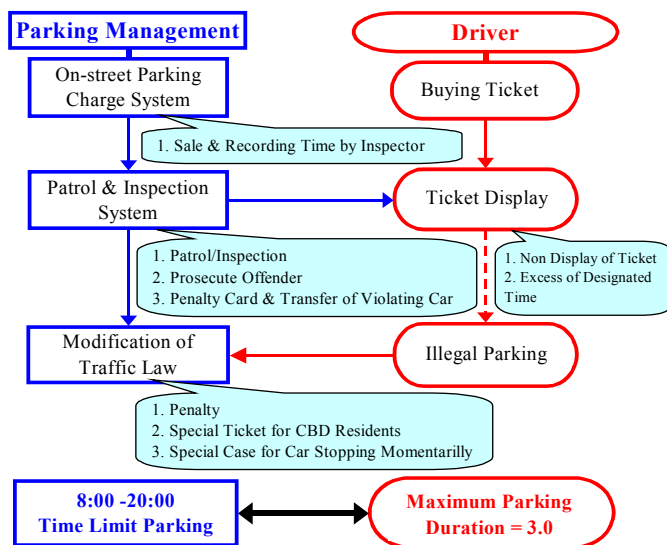 Parking Management
Driver
On-street Parking
Charge System
Buying Ticket
1. Sale & Recording Time by Inspector
Patrol & Inspection
System
Ticket Display
1. Patrol/Inspection
2. Prosecute Offender
3. Penalty Card & Transfer of Violating Car
1. Non Display of Ticket
2. Excess of Designated
Time
Modification of
Traffic Law
Illegal Parking
1. Penalty
2. Special Ticket for CBD Residents
3. Special Case for Car Stopping Momentarilly
8:00 -20:00
Time Limit Parking
Maximum Parking
Duration = 3.0